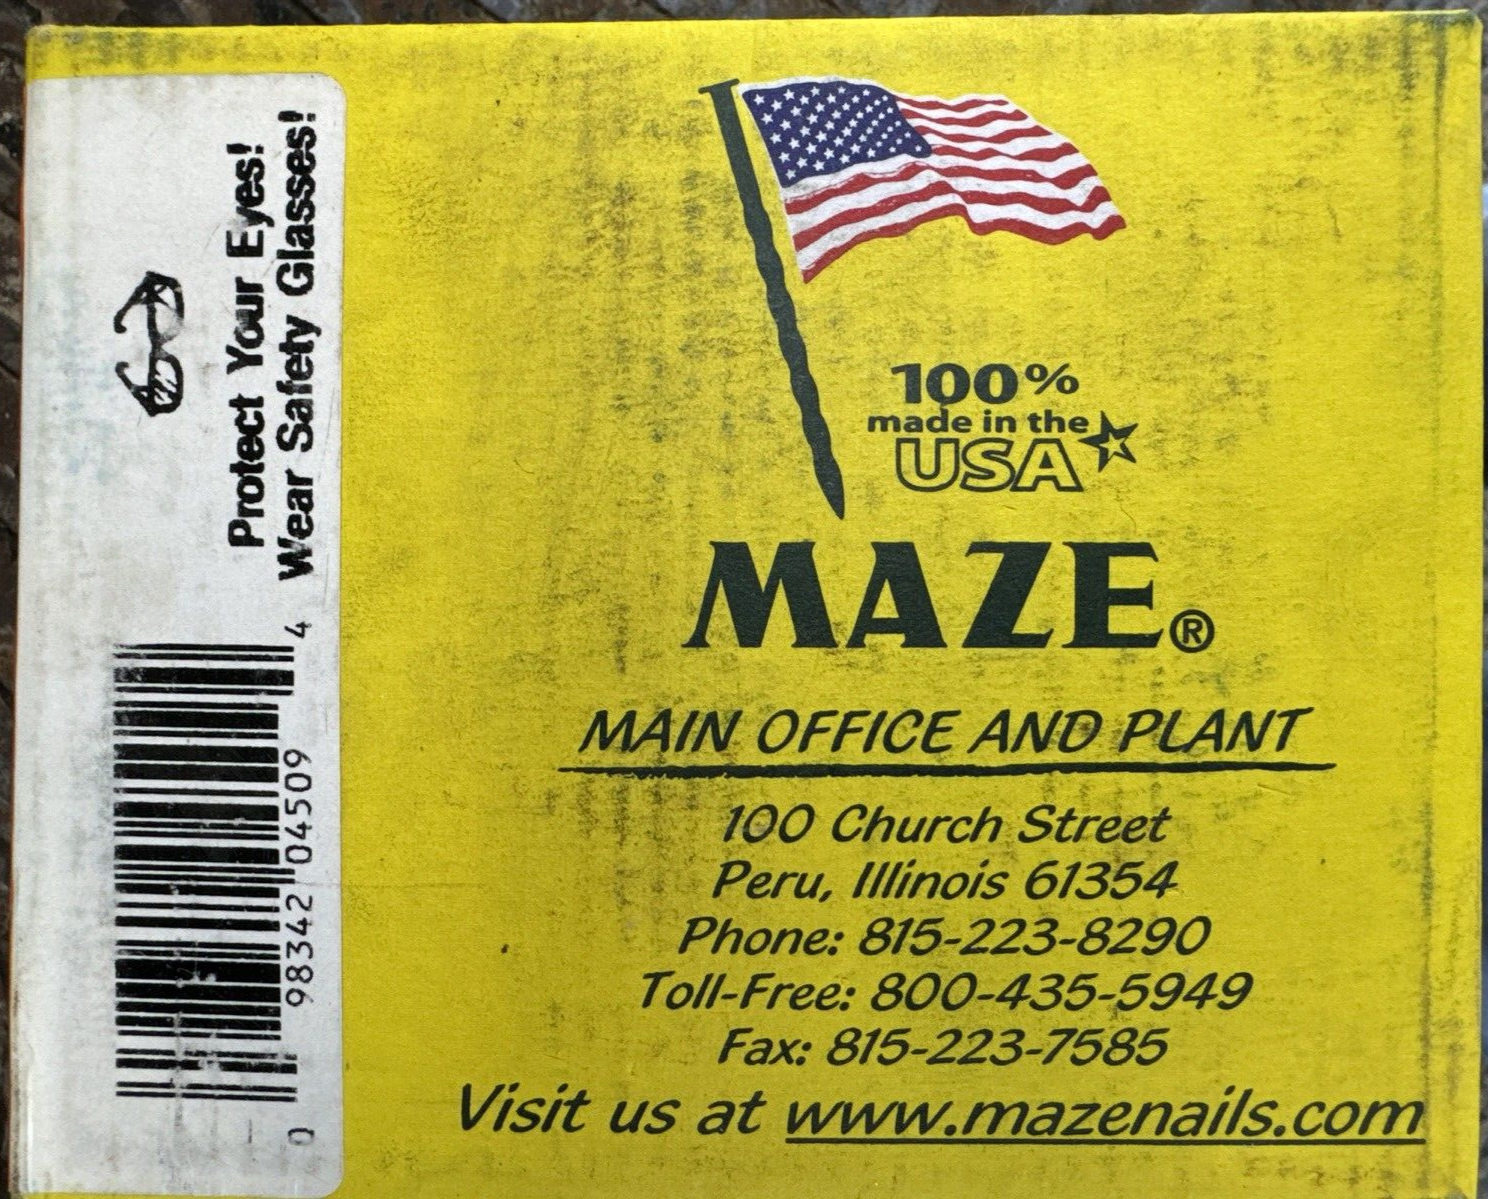 Protect Your Eyes!
Wear Safety Glasses!
0 98342 04509 4
100%
made in the
USA
MAZE®
MAIN OFFICE AND PLANT
100 Church Street
Peru, Illinois 61354
Phone: 815-223-8290
Toll-Free: 800-435-5949
Fax: 815-223-7585
Visit us at www.mazenails.com